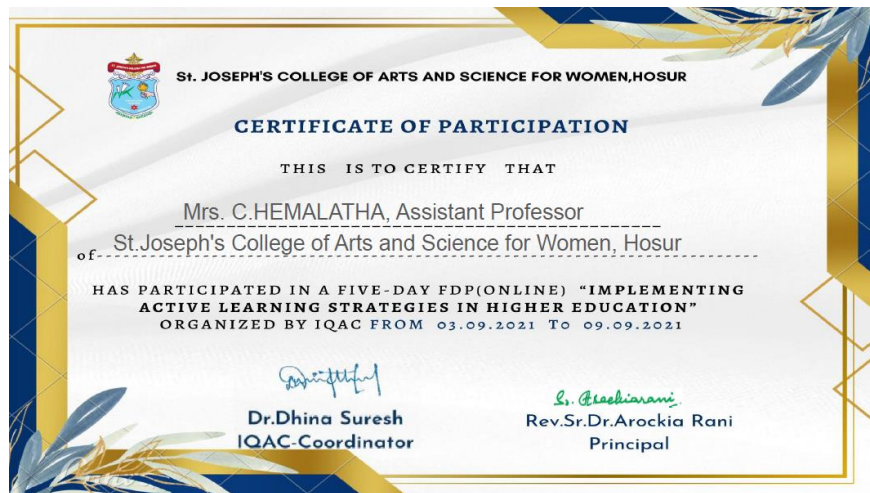 St. JOSEPH'S COLLEGE OF ARTS AND SCIENCE FOR WOMEN,HOSUR
CERTIFICATE OF PARTICIPATION
THIS IS TO CERTIFY THAT
Mrs. C.HEMALATHA, Assistant Professor
of St.Joseph's College of Arts and Science for Women, Hosur
HAS PARTICIPATED IN A FIVE-DAY FDP(ONLINE) “IMPLEMENTING
ACTIVE LEARNING STRATEGIES IN HIGHER EDUCATION”
ORGANIZED BY IQAC FROM 03.09.2021 To 09.09.2021
Dr.Dhina Suresh
IQAC-Coordinator
Rev.Sr.Dr.Arockia Rani
Principal